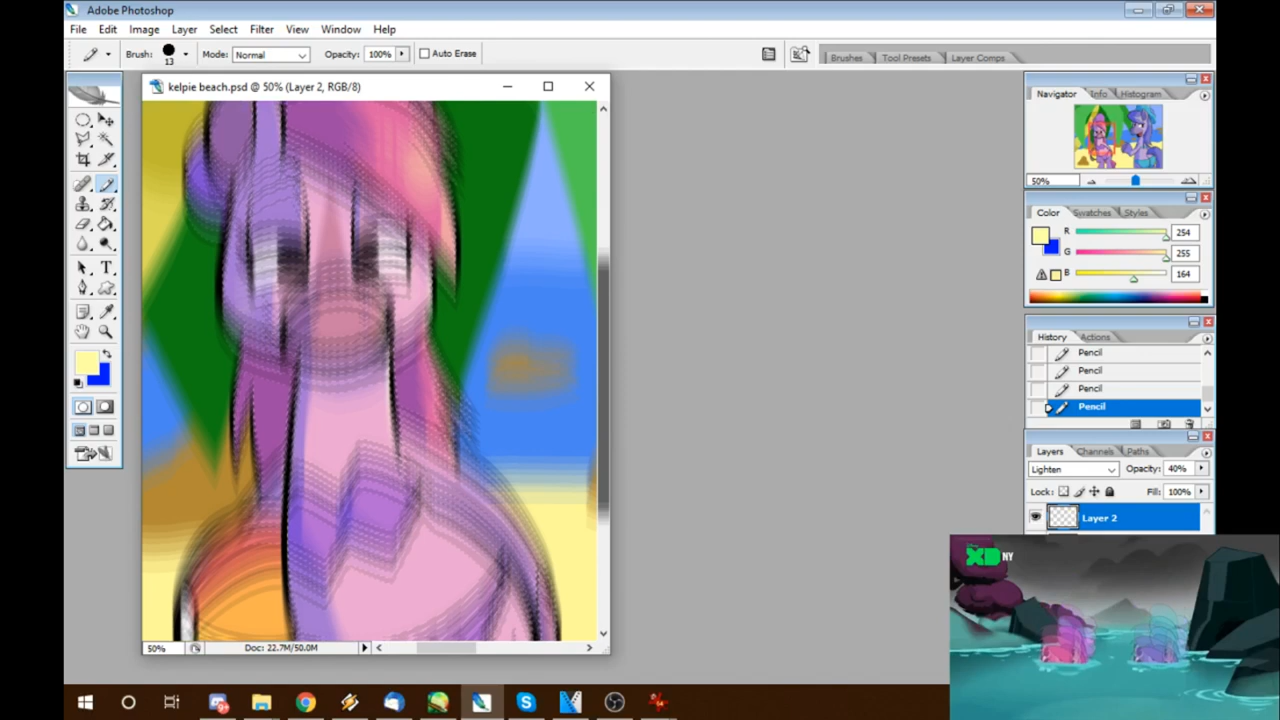 Adobe Photoshop
File Edit Image Layer Select Filter View Window Help
Brush: 13 Mode: Normal Opacity: 100% Auto Erase
Brushes Tool Presets Layer Comps
kelpie beach.psd @ 50% (Layer 2, RGB/8)
Navigator Info Histogram
50%
Color Swatches Styles
R 254
G 255
B 164
History Actions
Pencil
Pencil
Pencil
Pencil
Layers Channels Paths
Lighten Opacity: 40%
Lock: Fill: 100%
Layer 2
XD NY
50% Doc: 22.7M/50.0M